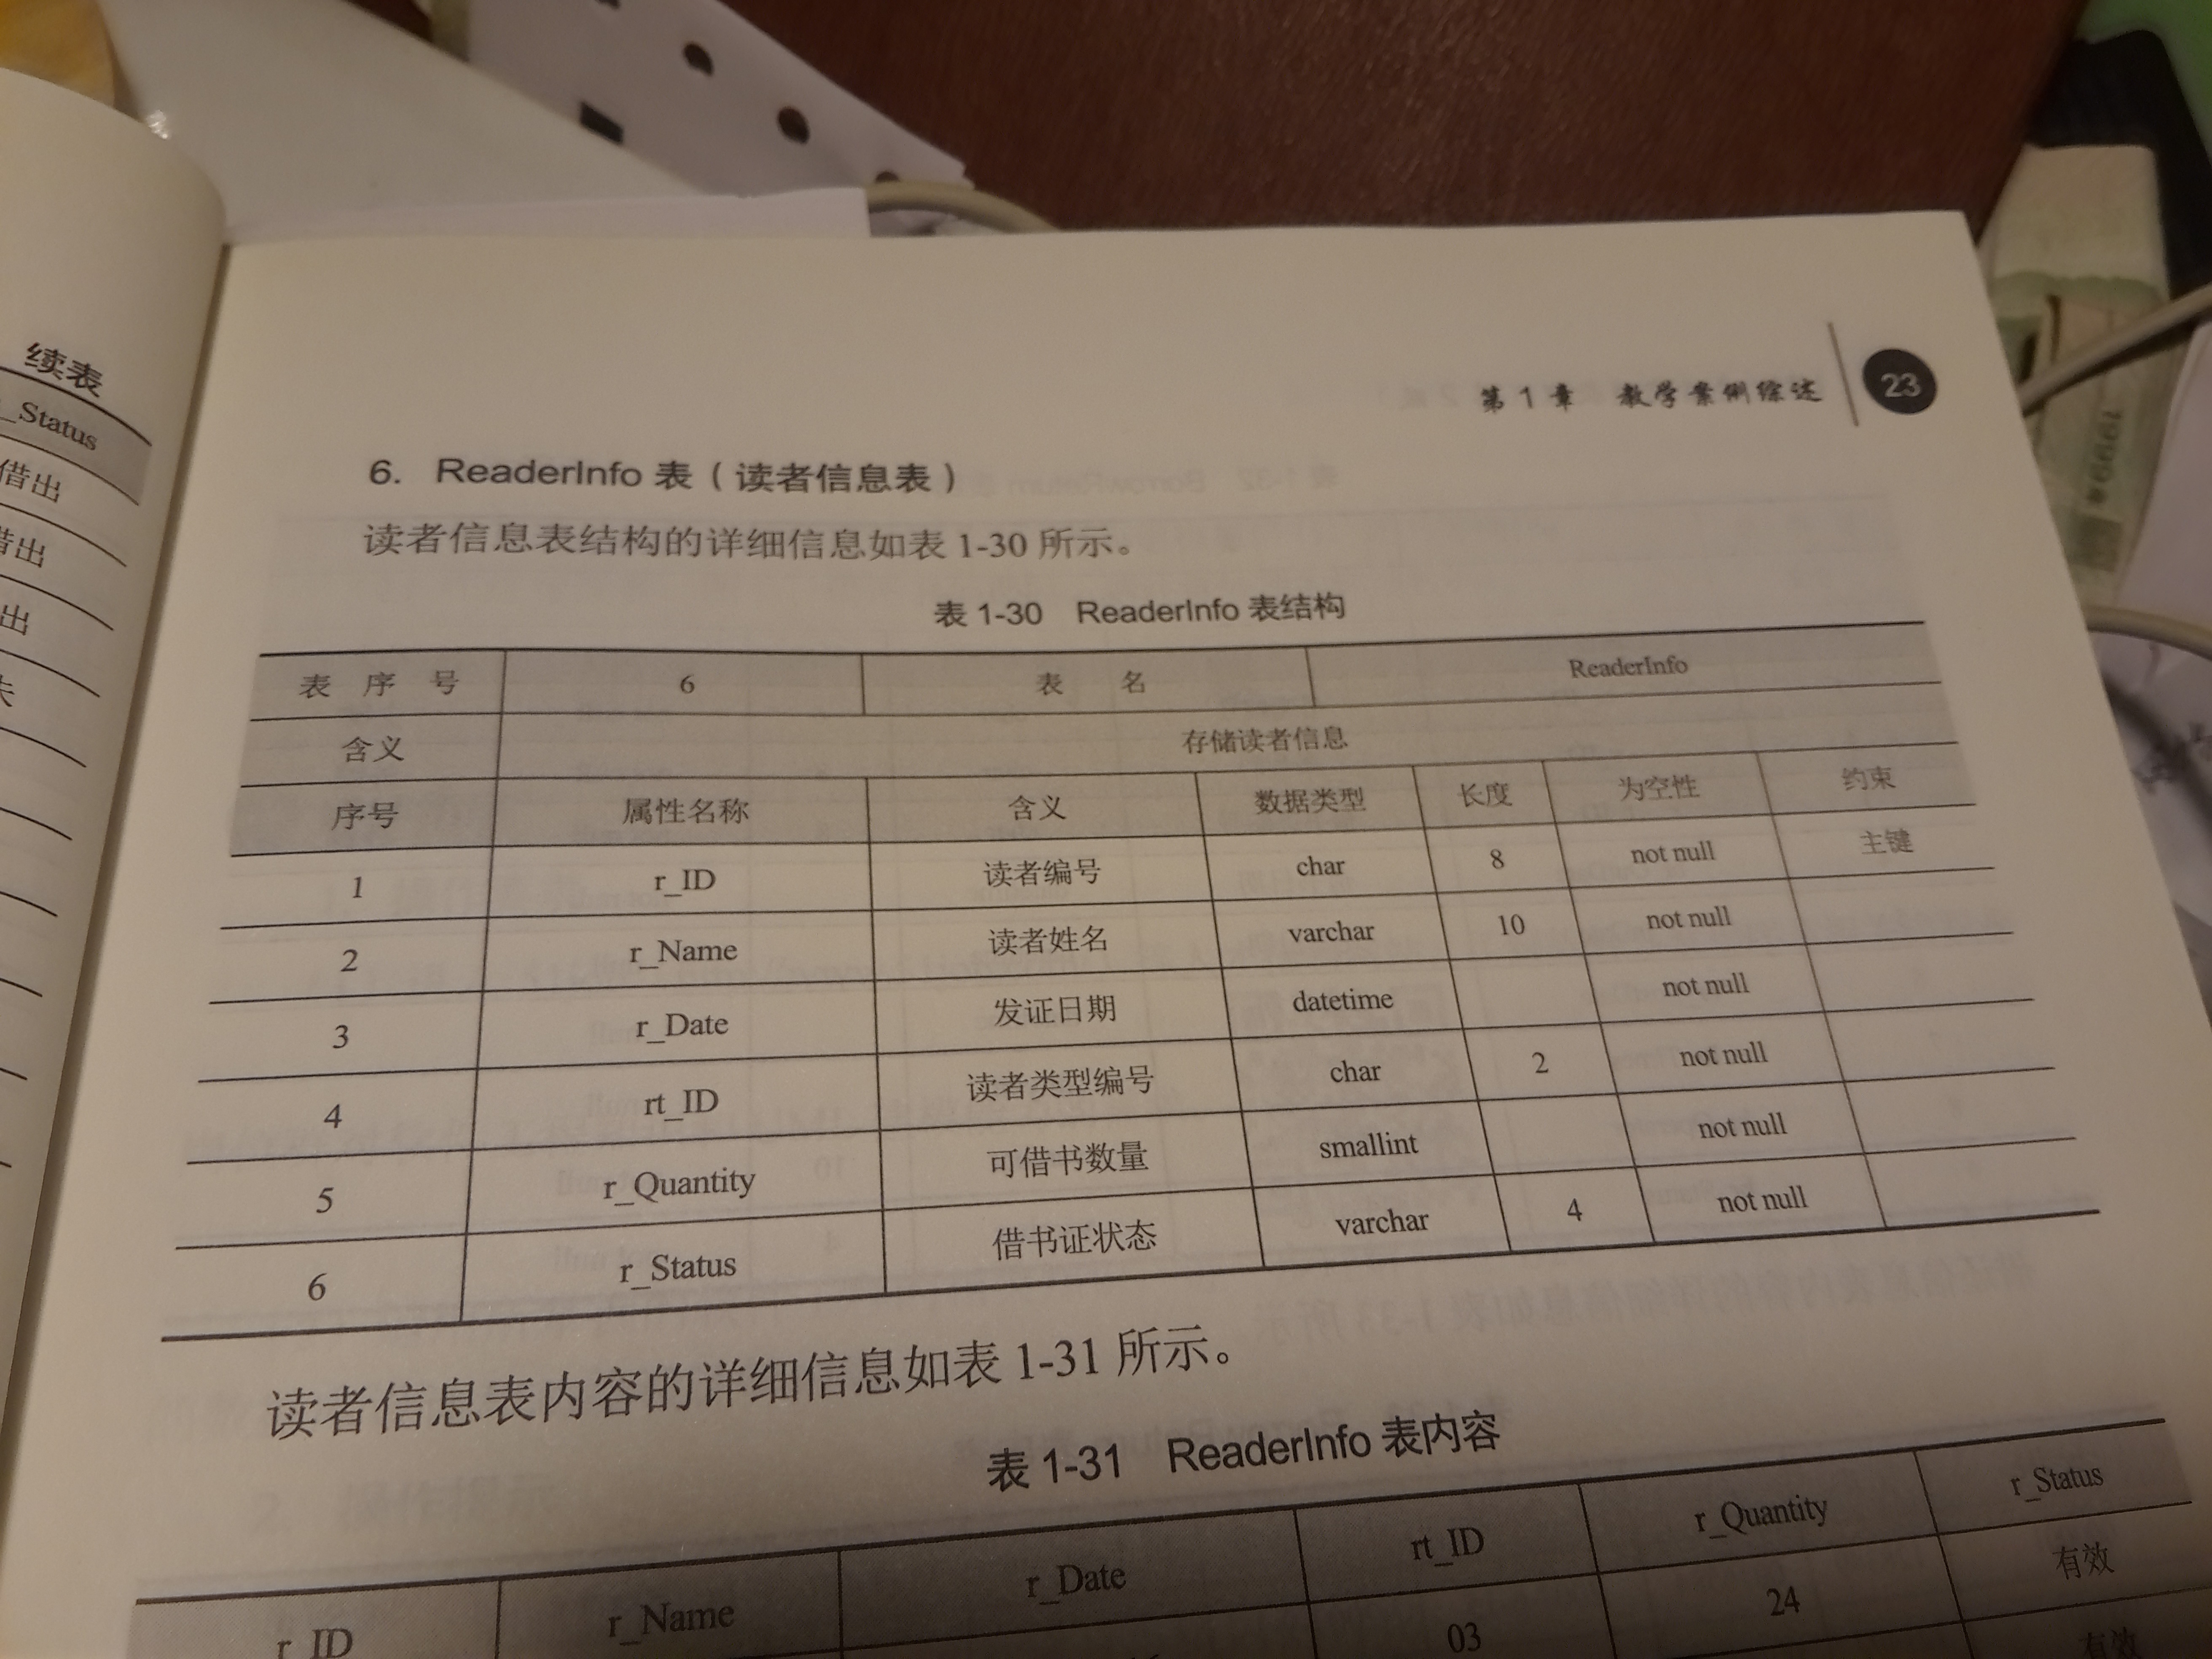 续表
_Status
借出
借出
出
第1章 教学案例综述 23
6. ReaderInfo 表（读者信息表）
读者信息表结构的详细信息如表 1-30 所示。
表 1-30 ReaderInfo 表结构
表 序 号 6 表 名 ReaderInfo
含义 存储读者信息
序号 属性名称 含义 数据类型 长度 为空性 约束
1 r_ID 读者编号 char 8 not null 主键
2 r_Name 读者姓名 varchar 10 not null
3 r_Date 发证日期 datetime not null
4 rt_ID 读者类型编号 char 2 not null
5 r_Quantity 可借书数量 smallint not null
6 r_Status 借书证状态 varchar 4 not null
读者信息表内容的详细信息如表 1-31 所示。
表 1-31 ReaderInfo 表内容
r_ID r_Name r_Date rt_ID r_Quantity r_Status
03 24 有效
有效